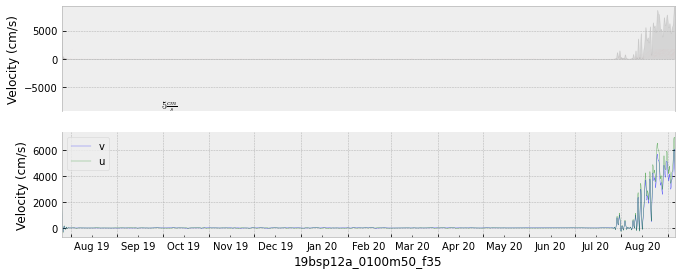 Velocity (cm/s)
5000
0
−5000
5 cm/s
Velocity (cm/s)
6000
4000
2000
0
v
u
Aug 19 Sep 19 Oct 19 Nov 19 Dec 19 Jan 20 Feb 20 Mar 20 Apr 20 May 20 Jun 20 Jul 20 Aug 20
19bsp12a_0100m50_f35